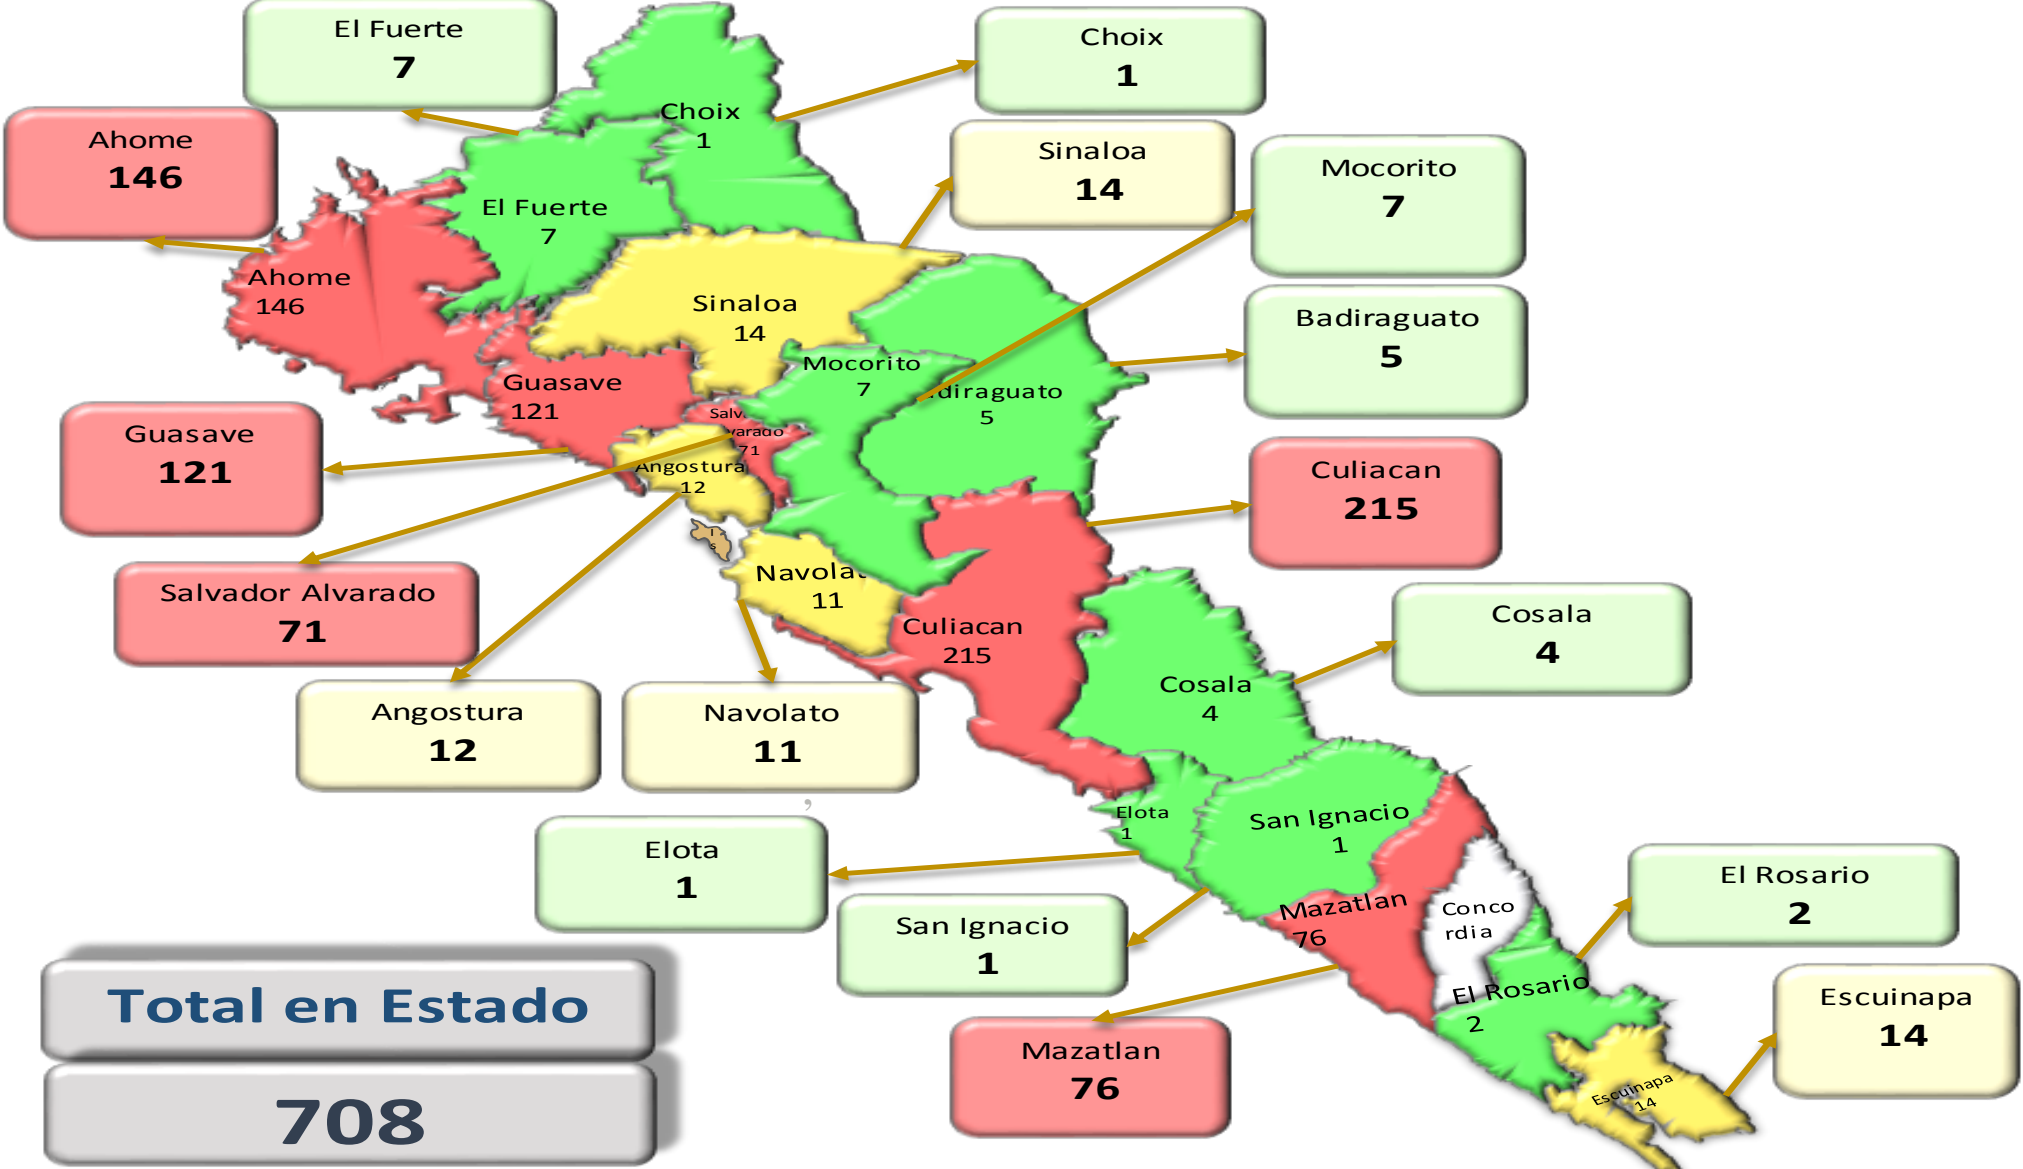 El Fuerte
7
Choix
1
Ahome
146
Sinaloa
14
Mocorito
7
Badiraguato
5
Guasave
121
Culiacan
215
Salvador Alvarado
71
Cosala
4
Angostura
12
Navolato
11
Elota
1
San Ignacio
1
El Rosario
2
Mazatlan
76
Escuinapa
14
Choix
1
El Fuerte
7
Ahome
146
Sinaloa
14
Mocorito
7
diraguato
5
Guasave
121
Salv
varado
71
Angostura
12
Navolat
11
Culiacan
215
Cosala
4
,
Elota
1
San Ignacio
1
Mazatlan
76
Conco
rdia
El Rosario
2
Escuinapa
14
Total en Estado
708